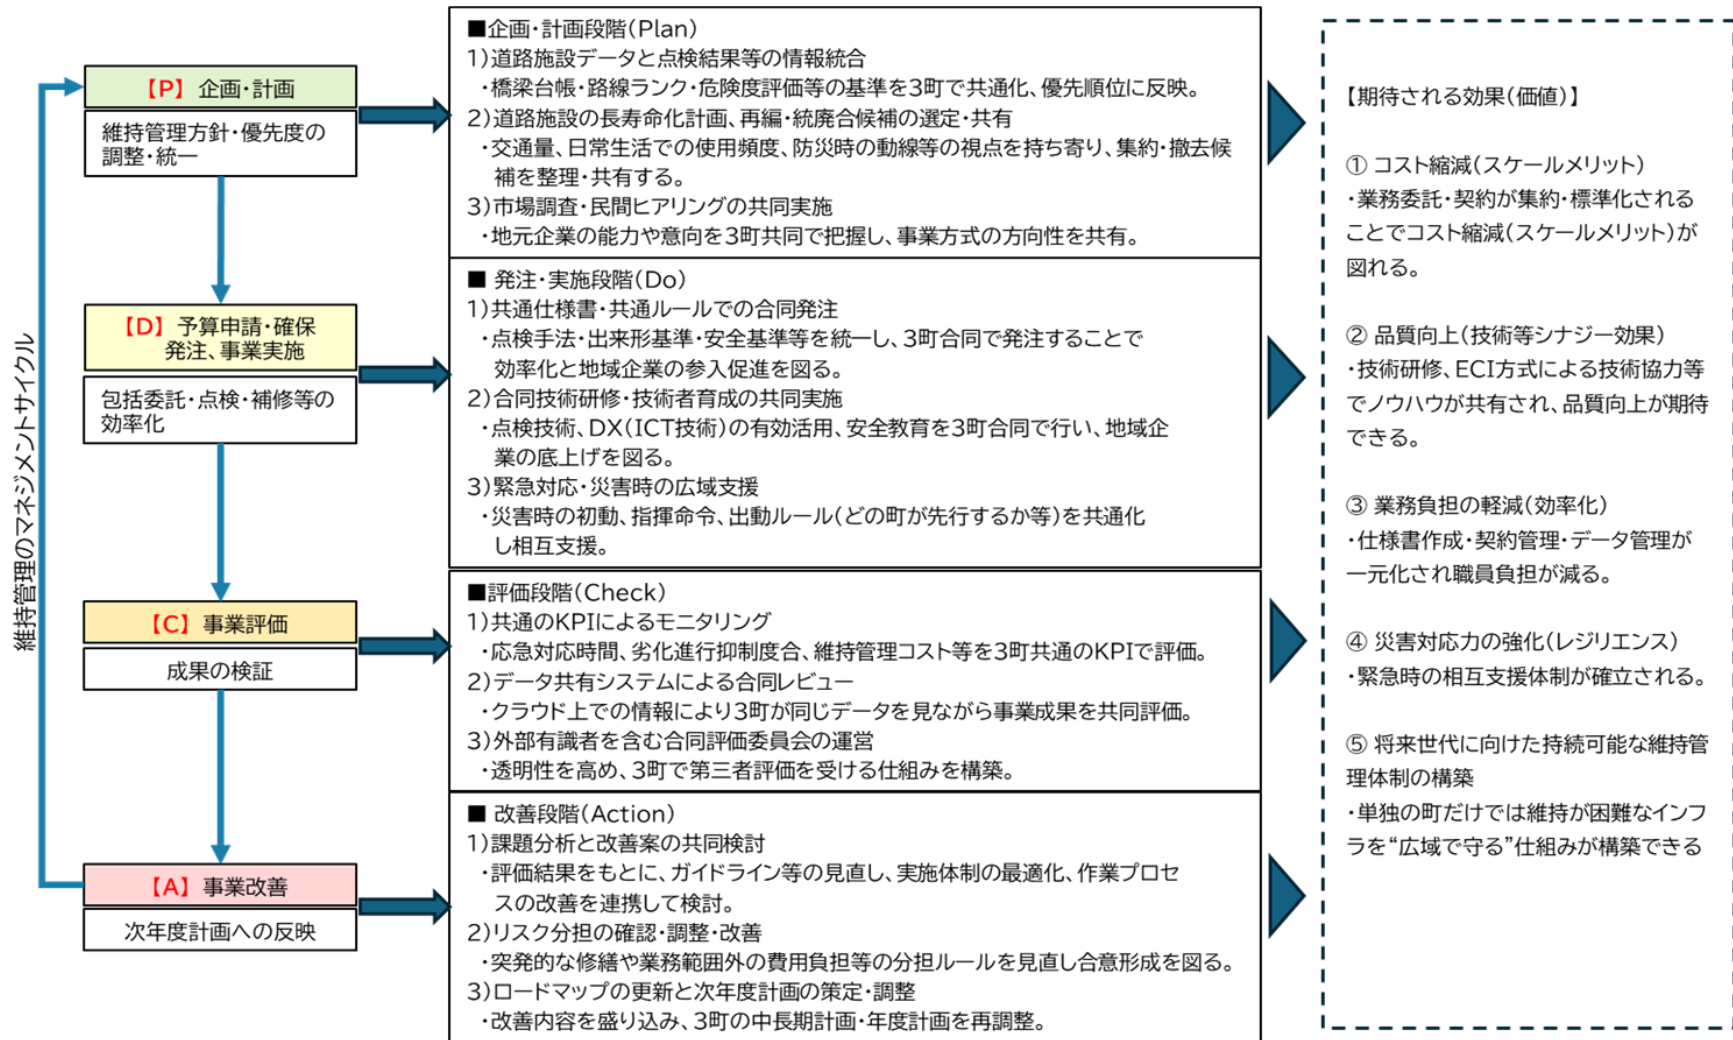 維持管理のマネジメントサイクル
【P】 企画・計画
維持管理方針・優先度の
調整・統一
【D】 予算申請・確保
発注、事業実施
包括委託・点検・補修等の
効率化
【C】 事業評価
成果の検証
【A】 事業改善
次年度計画への反映
■企画・計画段階(Plan)
1)道路施設データと点検結果等の情報統合
・橋梁台帳・路線ランク・危険度評価等の基準を3町で共通化、優先順位に反映。
2)道路施設の長寿命化計画、再編・統廃合候補の選定・共有
・交通量、日常生活での使用頻度、防災時の動線等の視点を持ち寄り、集約・撤去候
補を整理・共有する。
3)市場調査・民間ヒアリングの共同実施
・地元企業の能力や意向を3町共同で把握し、事業方式の方向性を共有。
■ 発注・実施段階(Do)
1)共通仕様書・共通ルールでの合同発注
・点検手法・出来形基準・安全基準等を統一し、3町合同で発注することで
効率化と地域企業の参入促進を図る。
2)合同技術研修・技術者育成の共同実施
・点検技術、DX(ICT技術)の有効活用、安全教育を3町合同で行い、地域企
業の底上げを図る。
3)緊急対応・災害時の広域支援
・災害時の初動、指揮命令、出動ルール(どの町が先行するか等)を共通化
し相互支援。
■評価段階(Check)
1)共通のKPIによるモニタリング
・応急対応時間、劣化進行抑制度合、維持管理コスト等を3町共通のKPIで評価。
2)データ共有システムによる合同レビュー
・クラウド上での情報により3町が同じデータを見ながら事業成果を共同評価。
3)外部有識者を含む合同評価委員会の運営
・透明性を高め、3町で第三者評価を受ける仕組みを構築。
■ 改善段階(Action)
1)課題分析と改善案の共同検討
・評価結果をもとに、ガイドライン等の見直し、実施体制の最適化、作業プロセ
スの改善を連携して検討。
2)リスク分担の確認・調整・改善
・突発的な修繕や業務範囲外の費用負担等の分担ルールを見直し合意形成を図る。
3)ロードマップの更新と次年度計画の策定・調整
・改善内容を盛り込み、3町の中長期計画・年度計画を再調整。
【期待される効果(価値)】
① コスト縮減(スケールメリット)
・業務委託・契約が集約・標準化される
ことでコスト縮減(スケールメリット)が
図れる。
② 品質向上(技術等シナジー効果)
・技術研修、ECI方式による技術協力等
でノウハウが共有され、品質向上が期待
できる。
③ 業務負担の軽減(効率化)
・仕様書作成・契約管理・データ管理が
一元化され職員負担が減る。
④ 災害対応力の強化(レジリエンス)
・緊急時の相互支援体制が確立される。
⑤ 将来世代に向けた持続可能な維持管
理体制の構築
・単独の町だけでは維持が困難なインフ
ラを“広域で守る”仕組みが構築できる